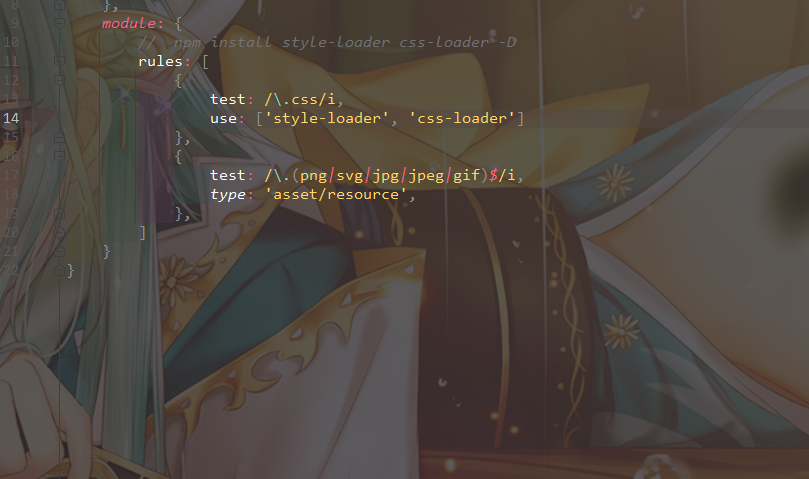 8 },
9 module: {
10 // npm install style-loader css-loader -D
11 rules: [
12 {
13 test: /\.css/i,
14 use: ['style-loader', 'css-loader']
15 },
16 {
17 test: /\.(png|svg|jpg|jpeg|gif)$/i,
18 type: 'asset/resource',
19 },
20 ]
21 }
22 }